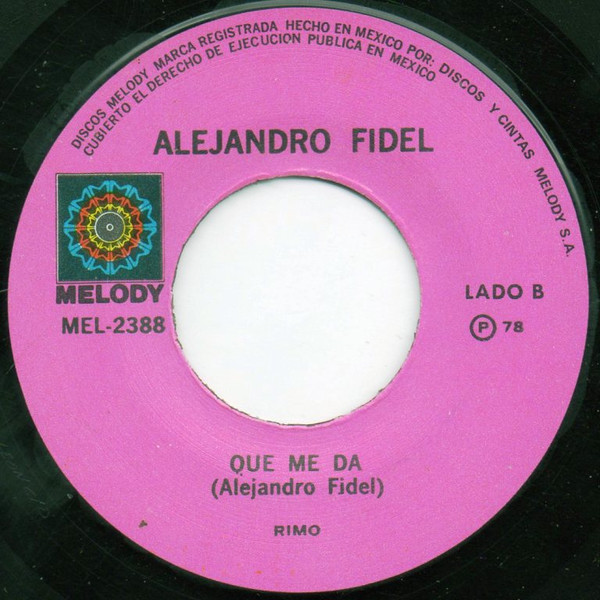 DISCOS MELODY MARCA REGISTRADA HECHO EN MEXICO POR: DISCOS Y CINTAS MELODY S.A.
CUBIERTO EL DERECHO DE EJECUCION PUBLICA EN MEXICO
ALEJANDRO FIDEL
MELODY
MEL-2388
LADO B
Ⓟ 78
QUE ME DA
(Alejandro Fidel)
RIMO